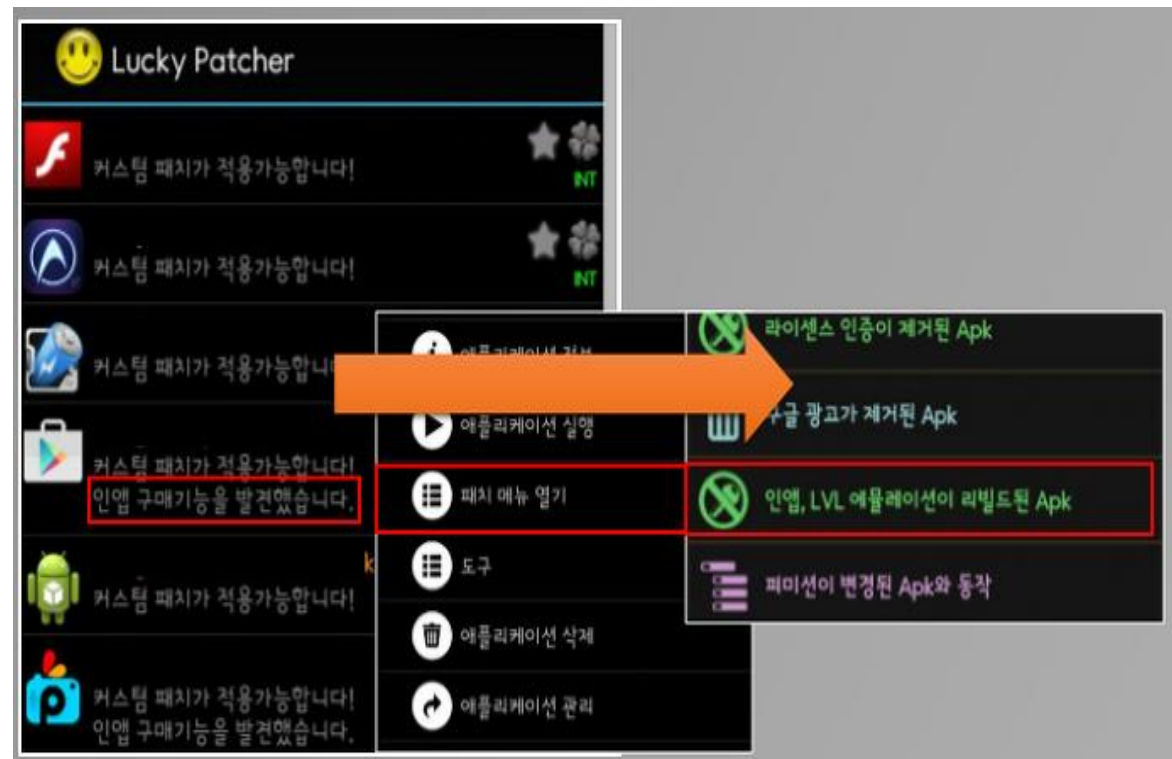 Lucky Patcher
커스텀 패치가 적용가능합니다!
INT
커스텀 패치가 적용가능합니다!
INT
커스텀 패치가 적용가능합니다
커스텀 패치가 적용가능합니다!
인앱 구매기능을 발견했습니다.
커스텀 패치가 적용가능합니다!
커스텀 패치가 적용가능합니다!
인앱 구매기능을 발견했습니다.
애플리케이션 실행
패치 메뉴 열기
도구
애플리케이션 삭제
애플리케이션 관리
라이센스 인증이 제거된 Apk
구글 광고가 제거된 Apk
인앱, LVL 에뮬레이션이 리빌드된 Apk
퍼미션이 변경된 Apk와 동작